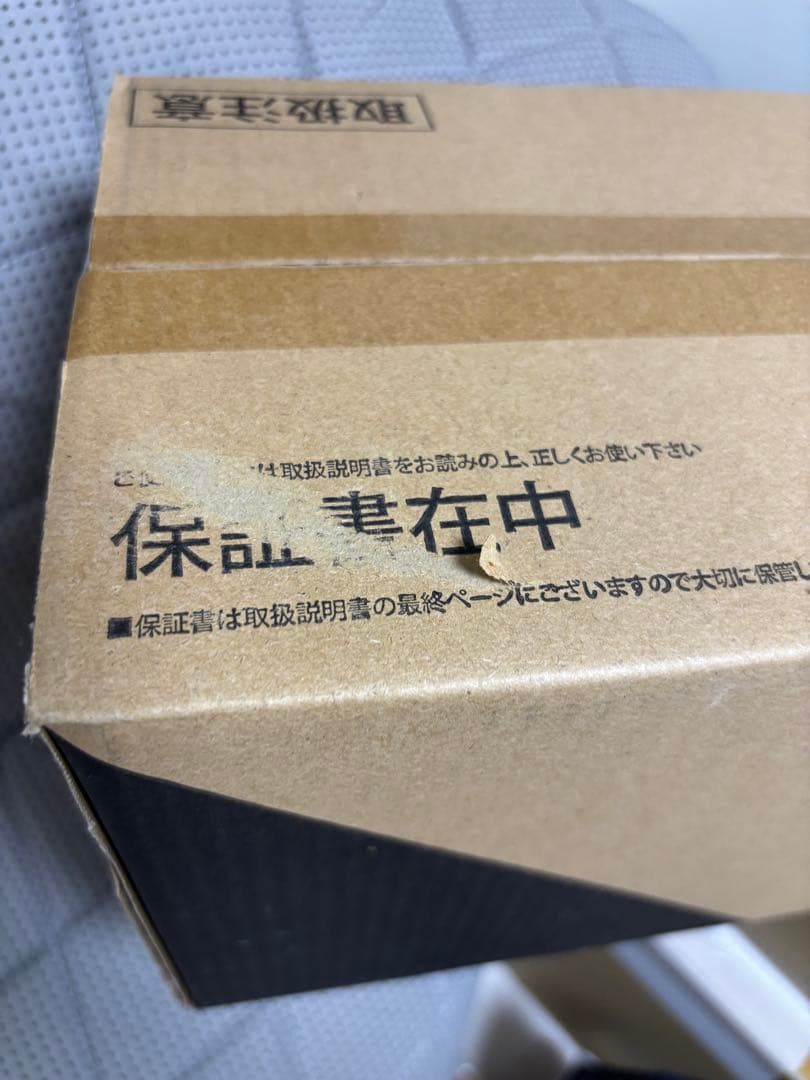 取扱注意
は取扱説明書をお読みの上、正しくお使い下さい
保証書在中
■保証書は取扱説明書の最終ページにございますので大切に保管し